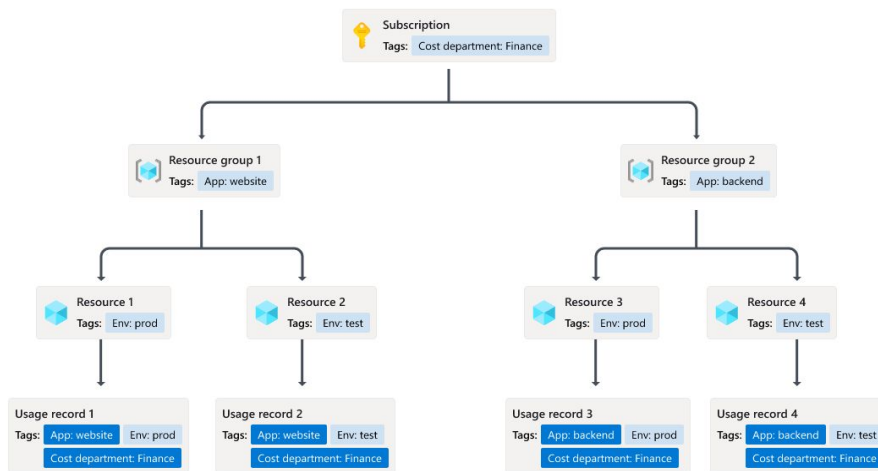 Subscription
Tags: Cost department: Finance
Resource group 1
Tags: App: website
Resource group 2
Tags: App: backend
Resource 1
Tags: Env: prod
Resource 2
Tags: Env: test
Resource 3
Tags: Env: prod
Resource 4
Tags: Env: test
Usage record 1
Tags: App: website Env: prod
Cost department: Finance
Usage record 2
Tags: App: website Env: test
Cost department: Finance
Usage record 3
Tags: App: backend Env: prod
Cost department: Finance
Usage record 4
Tags: App: backend Env: test
Cost department: Finance